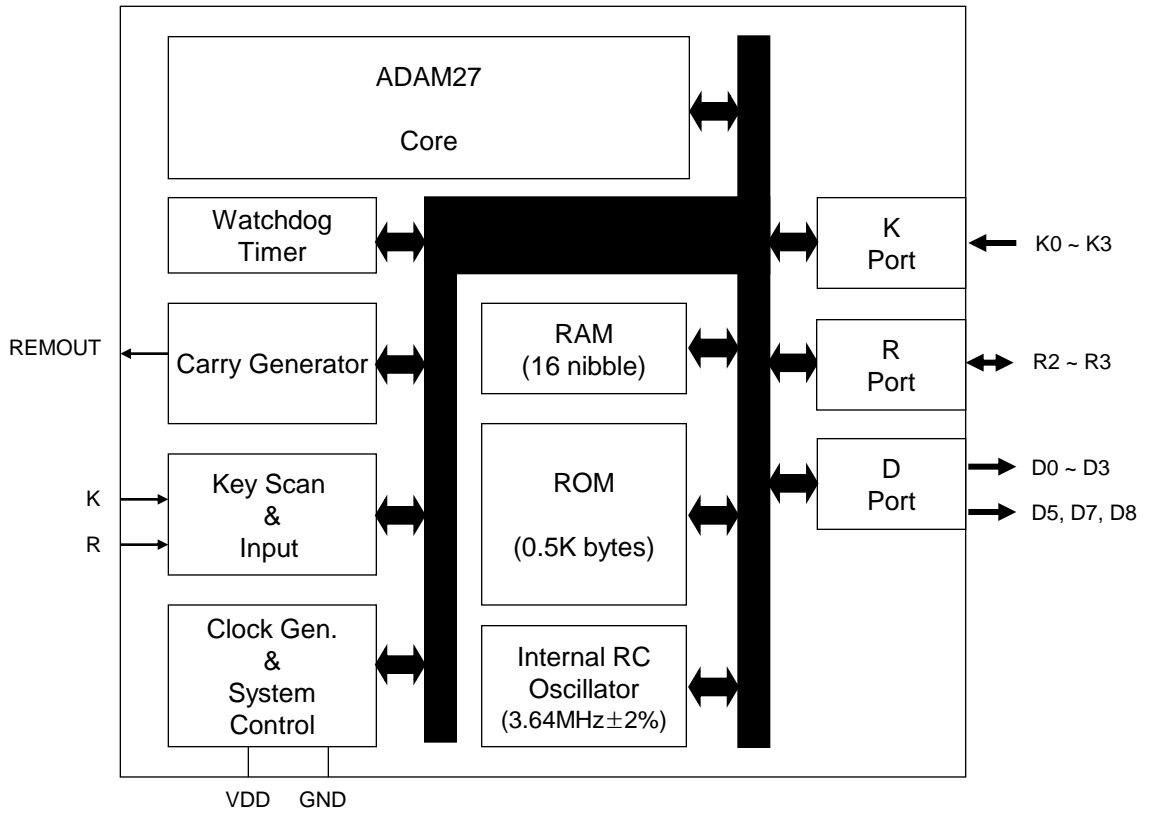 ADAM27
Core
Watchdog
Timer
K
Port
K0 ~ K3
REMOUT
Carry Generator
RAM
(16 nibble)
R
Port
R2 ~ R3
K
R
Key Scan
&
Input
ROM
(0.5K bytes)
D
Port
D0 ~ D3
D5, D7, D8
Clock Gen.
&
System
Control
Internal RC
Oscillator
(3.64MHz±2%)
VDD
GND